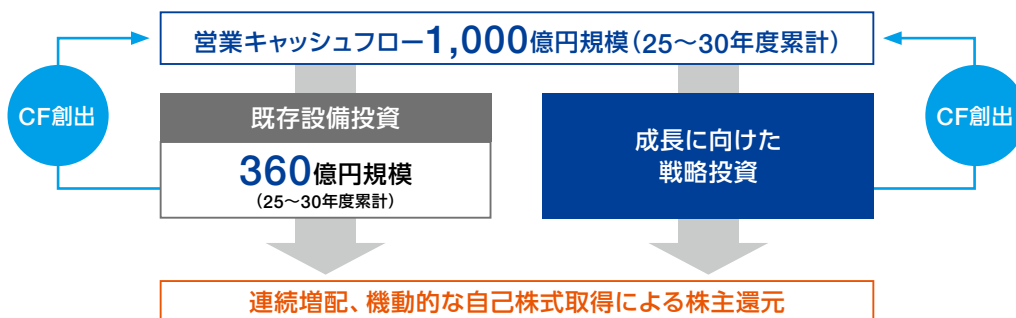 営業キャッシュフロー1,000億円規模（25～30年度累計）
CF創出
既存設備投資
360億円規模
（25～30年度累計）
成長に向けた
戦略投資
CF創出
連続増配、機動的な自己株式取得による株主還元